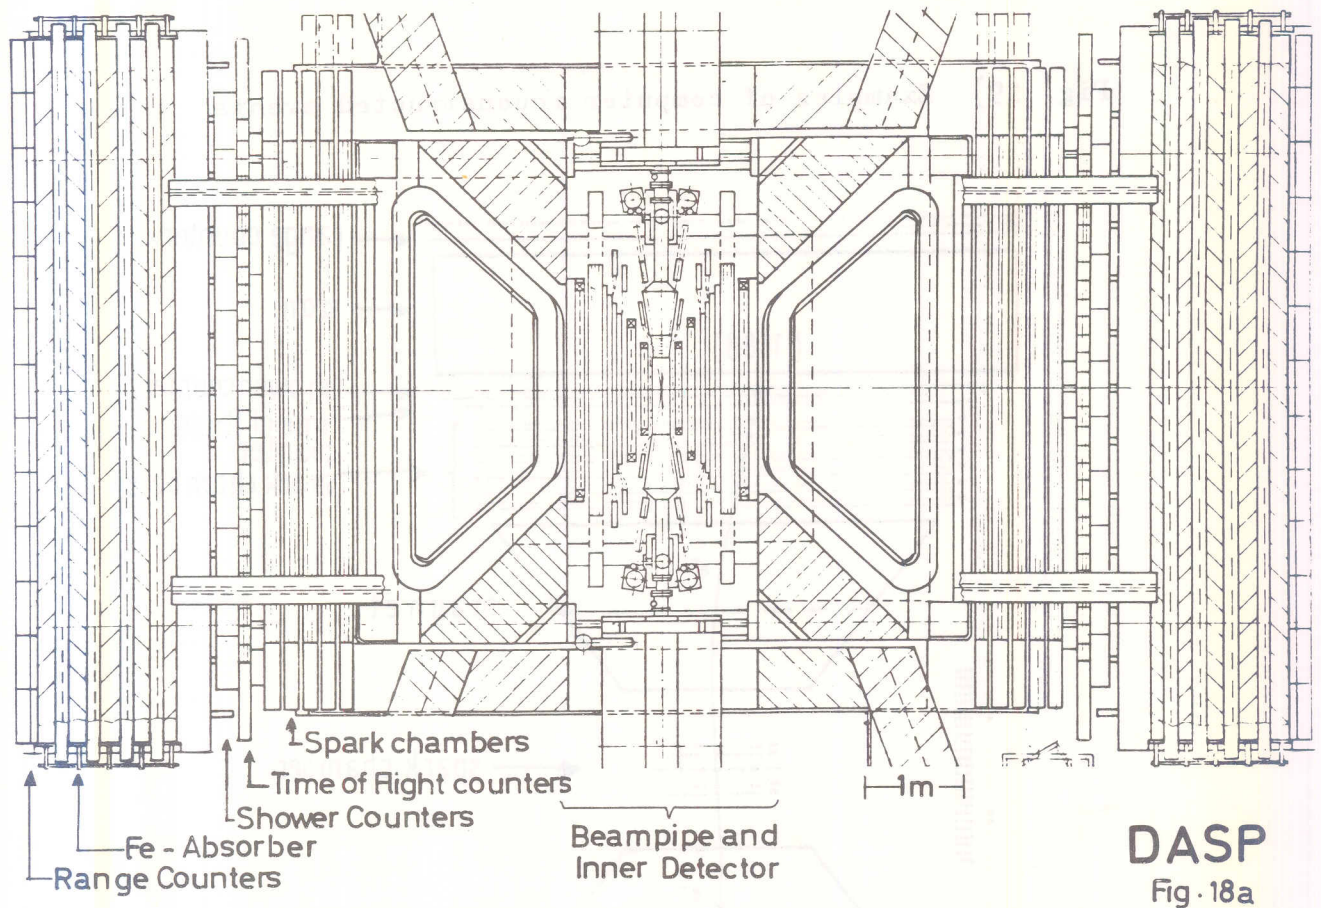 Spark chambers
Time of Flight counters
Shower Counters
Fe - Absorber
Range Counters
Beampipe and
Inner Detector
1m
DASP
Fig. 18a